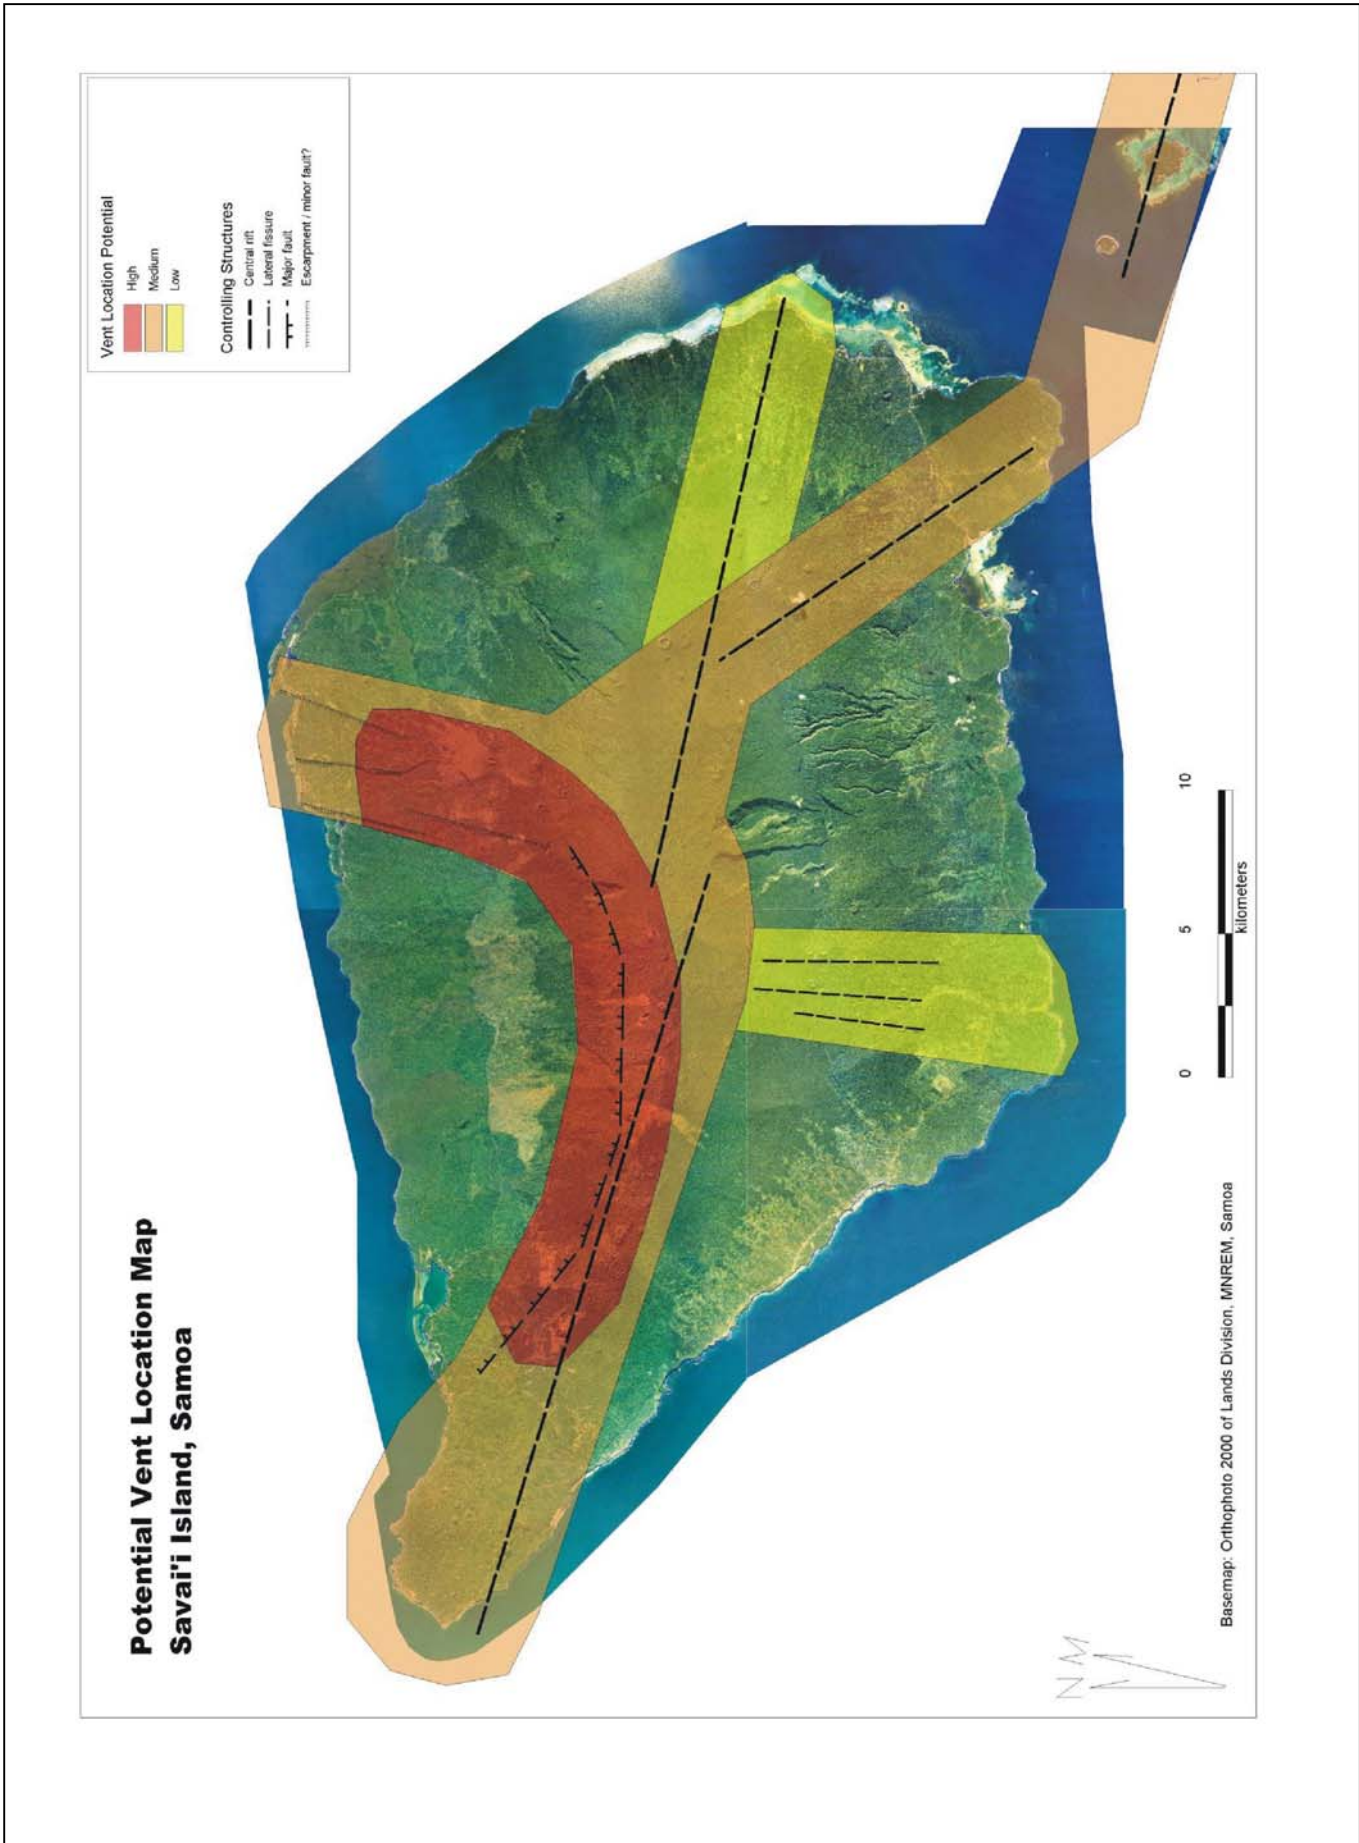 Potential Vent Location Map
Savai'i Island, Samoa
Vent Location Potential
High
Medium
Low
Controlling Structures
Central rift
Lateral fissure
Major fault
Escarpment / minor fault?
N M
Basemap: Orthophoto 2000 of Lands Division, MNREM, Samoa
0 5 10
kilometers